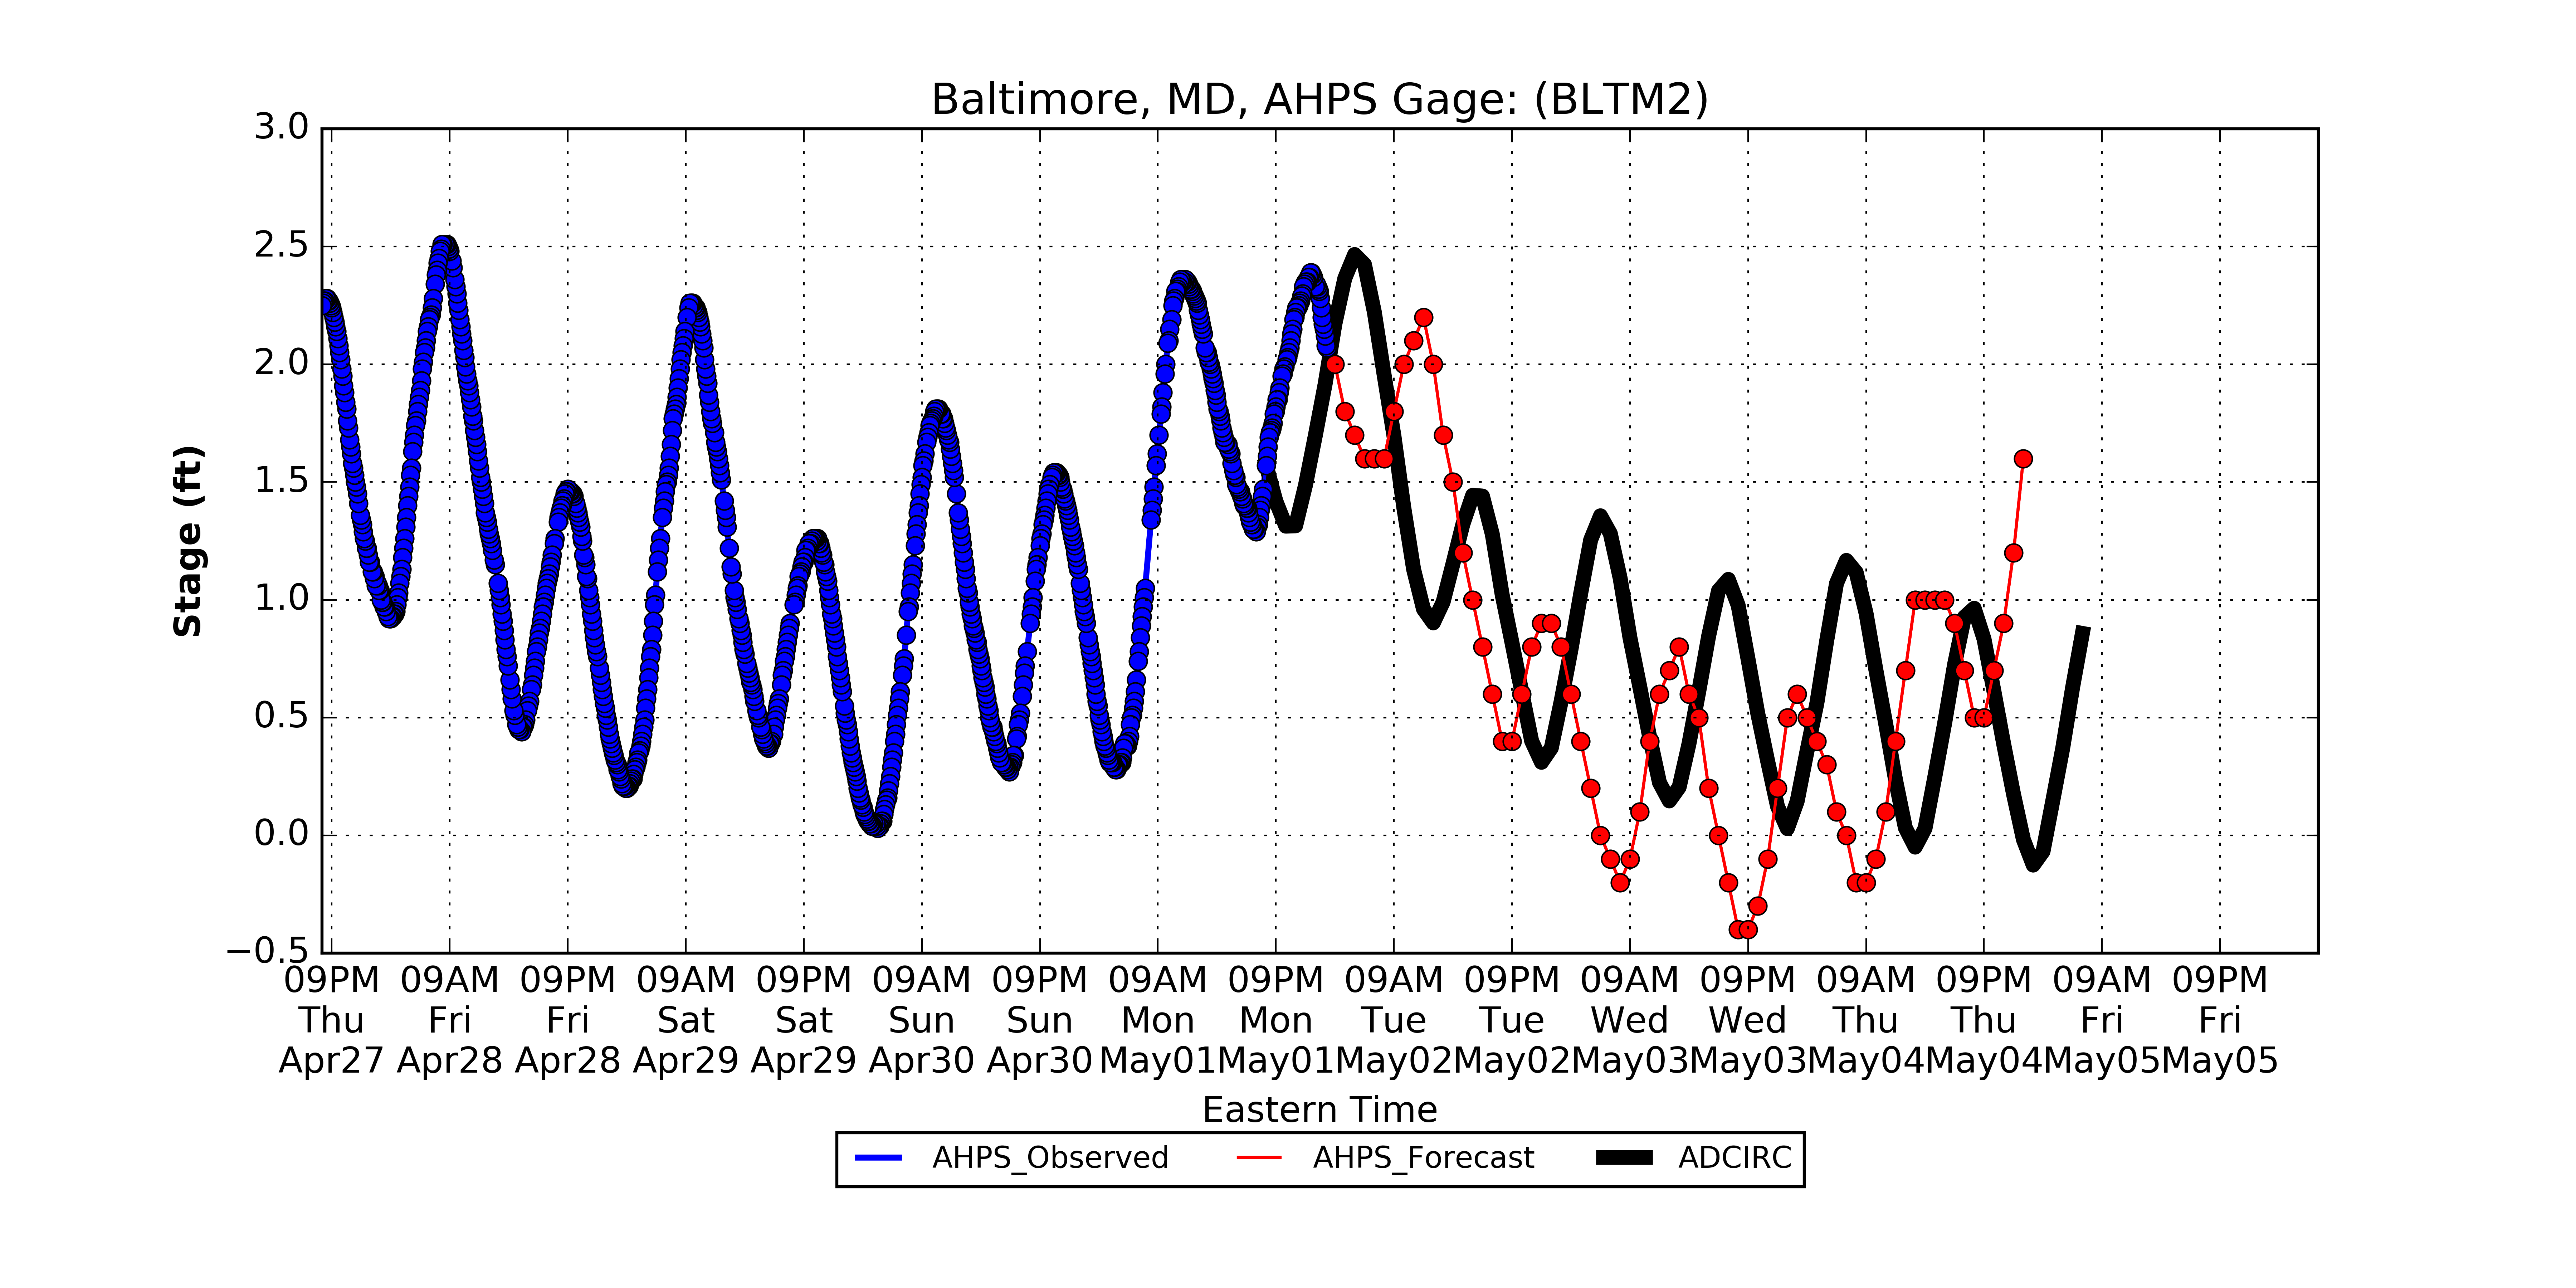 Baltimore, MD, AHPS Gage: (BLTM2)
3.0
2.5
2.0
1.5
1.0
0.5
0.0
−0.5
Stage (ft)
09PM 09AM 09PM 09AM 09PM 09AM 09PM 09AM 09PM 09AM 09PM 09AM 09PM 09AM 09PM 09AM 09PM
Thu Fri Fri Sat Sat Sun Sun Mon Mon Tue Tue Wed Wed Thu Thu Fri Fri
Apr27 Apr28 Apr28 Apr29 Apr29 Apr30 Apr30 May01 May01 May02 May02 May03 May03 May04 May04 May05 May05
Eastern Time
AHPS_Observed AHPS_Forecast ADCIRC